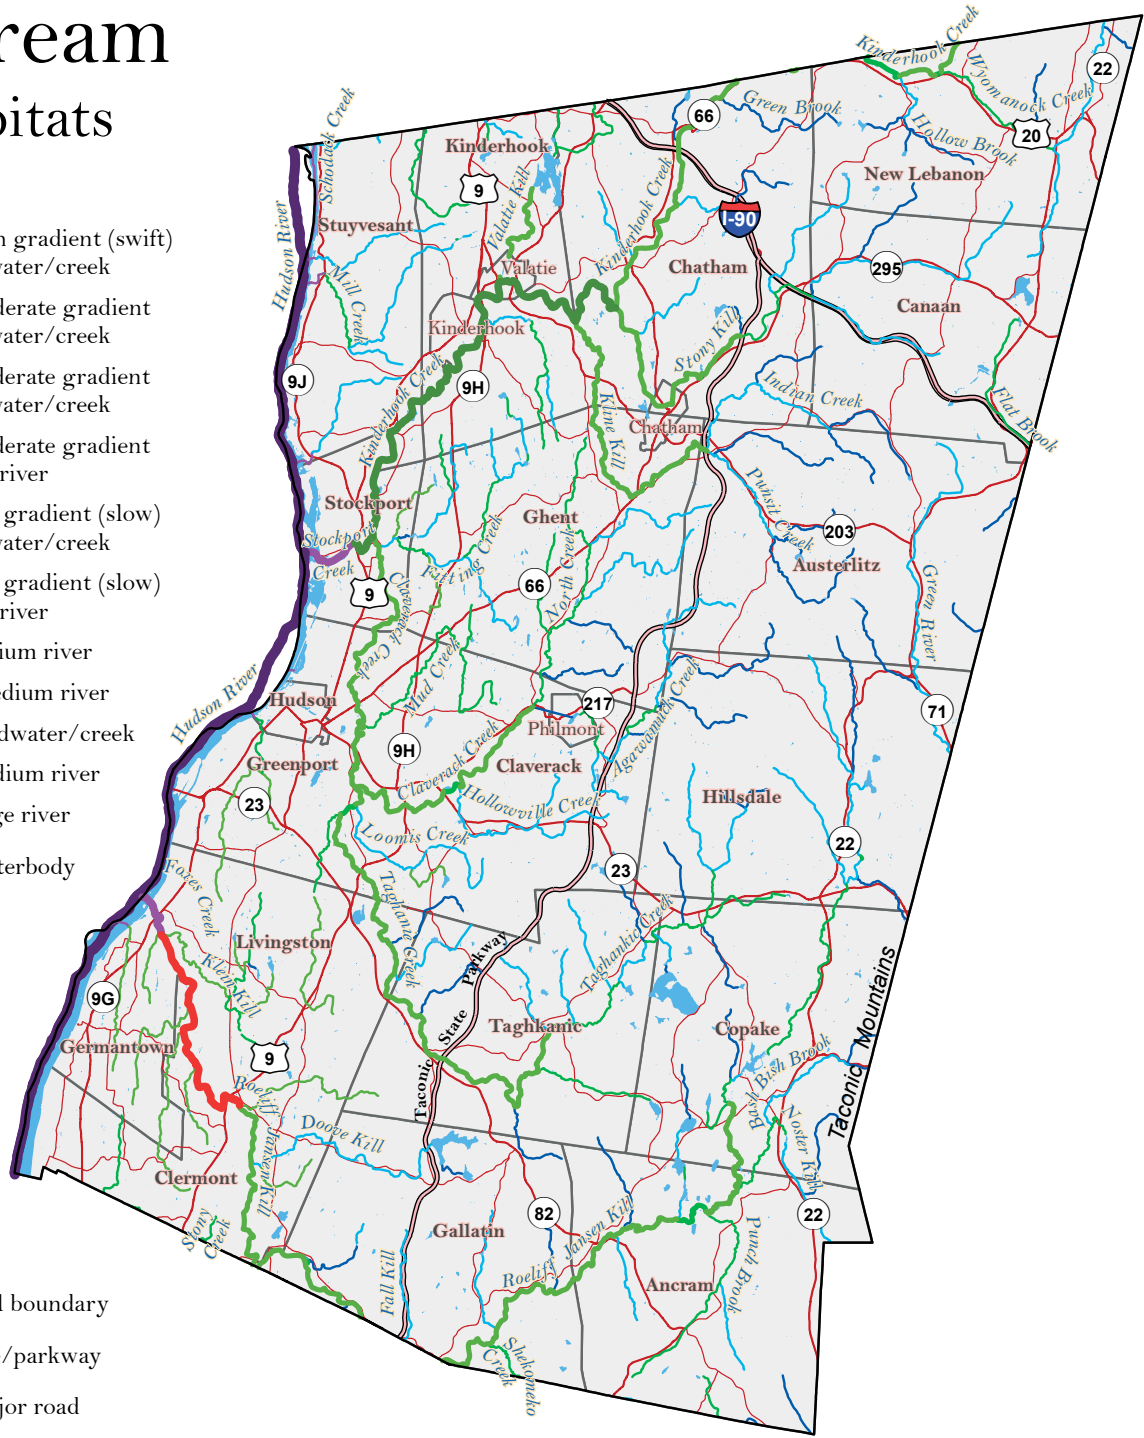 ream
bitats
h gradient (swift)
water/creek
derate gradient
water/creek
derate gradient
water/creek
derate gradient
river
gradient (slow)
water/creek
gradient (slow)
river
ium river
edium river
dwater/creek
dium river
ge river
terbody
l boundary
/parkway
jor road
Kinderhook Creek
Wyomanock Creek
22
20
Hollow Brook
New Lebanon
Green Brook
66
Schodack Creek
Kinderhook
9
Valatie Kill
Stuyvesant
Hudson River
Kinderhook Creek
I-90
Chatham
295
Canaan
Mill Creek
Valatie
Kinderhook
Stony Kill
9J
9H
Kinderhook Creek
Kline Kill
Indian Creek
Chatham
Flat Brook
Stockport
Ghent
Punsit Creek
203
Austerlitz
Stockport
Creek
9
Claverack Creek
Fitting Creek
66
North Creek
Green River
Mud Creek
Hudson River
Hudson
217
Philmont
Agawamuck Creek
71
Greenport
9H
Claverack Creek
Claverack
Hollowville Creek
Hillsdale
23
Loomis Creek
22
23
Foxes Creek
Taghanic Creek
Livingston
Klein Kill
Taghankic Creek
Taconic State Parkway
Taghkanic
Copake
Taconic Mountains
9G
Germantown
9
Roeliff Jansen Kill
Doove Kill
Bash Bish Brook
Noster Kill
Clermont
Stony
Creek
Gallatin
82
22
Fall Kill
Roeliff Jansen Kill
Ancram
Punch Brook
Shekomeko
Creek